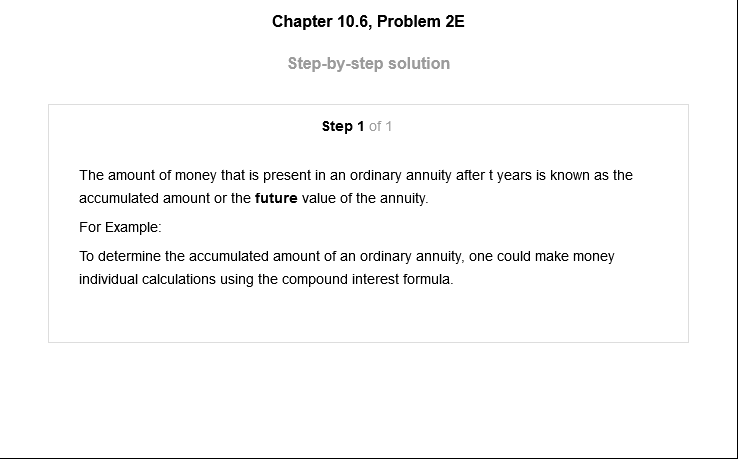 Chapter 10.6, Problem 2E
Step-by-step solution
Step 1 of 1
The amount of money that is present in an ordinary annuity after t years is known as the
accumulated amount or the future value of the annuity.
For Example:
To determine the accumulated amount of an ordinary annuity, one could make money
individual calculations using the compound interest formula.